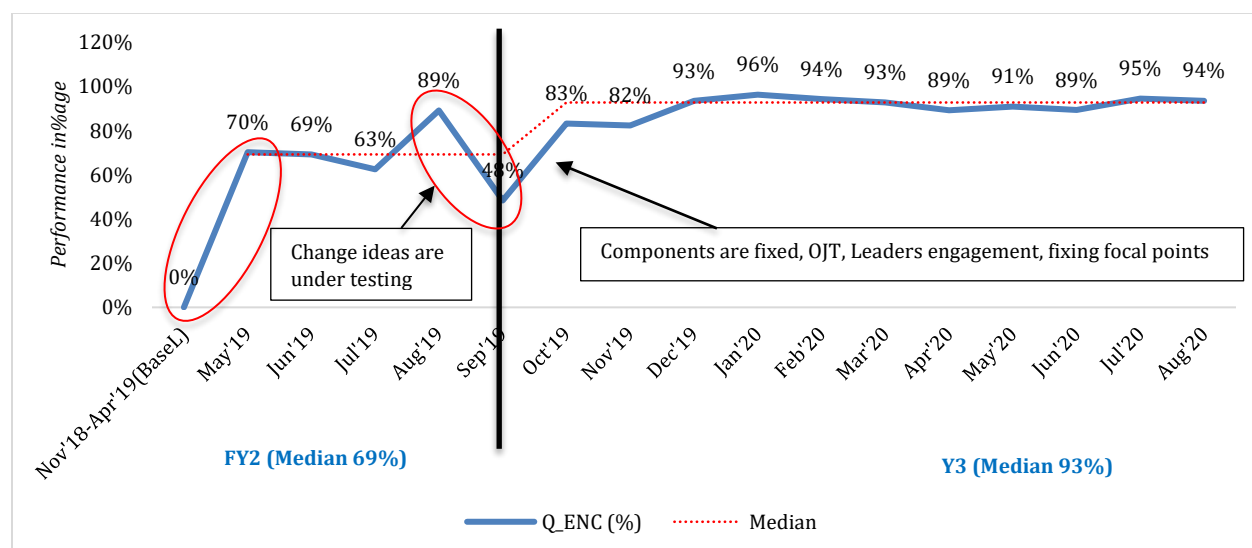 120%
100%
80%
60%
40%
20%
0%
Performance in%age
0%
70%
69%
63%
89%
48%
83%
82%
93%
96%
94%
93%
89%
91%
89%
95%
94%
Change ideas are
under testing
Components are fixed, OJT, Leaders engagement, fixing focal points
Nov'18-Apr'19(Basel.)
May'19
Jun'19
Jul'19
Aug'19
Sep'19
Oct'19
Nov'19
Dec'19
Jan'20
Feb'20
Mar'20
Apr'20
May'20
Jun'20
Jul'20
Aug'20
FY2 (Median 69%)
Y3 (Median 93%)
Q_ENC (%)
Median